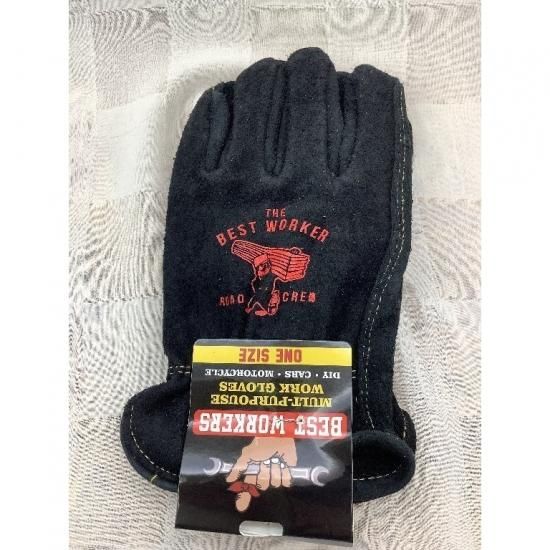 THE
BEST WORKER
ROAD CREW
BEST WORKERS
MULTI-PURPOUSE
WORK GLOVES
DIY · CARS · MOTORCYCLE
ONE SIZE